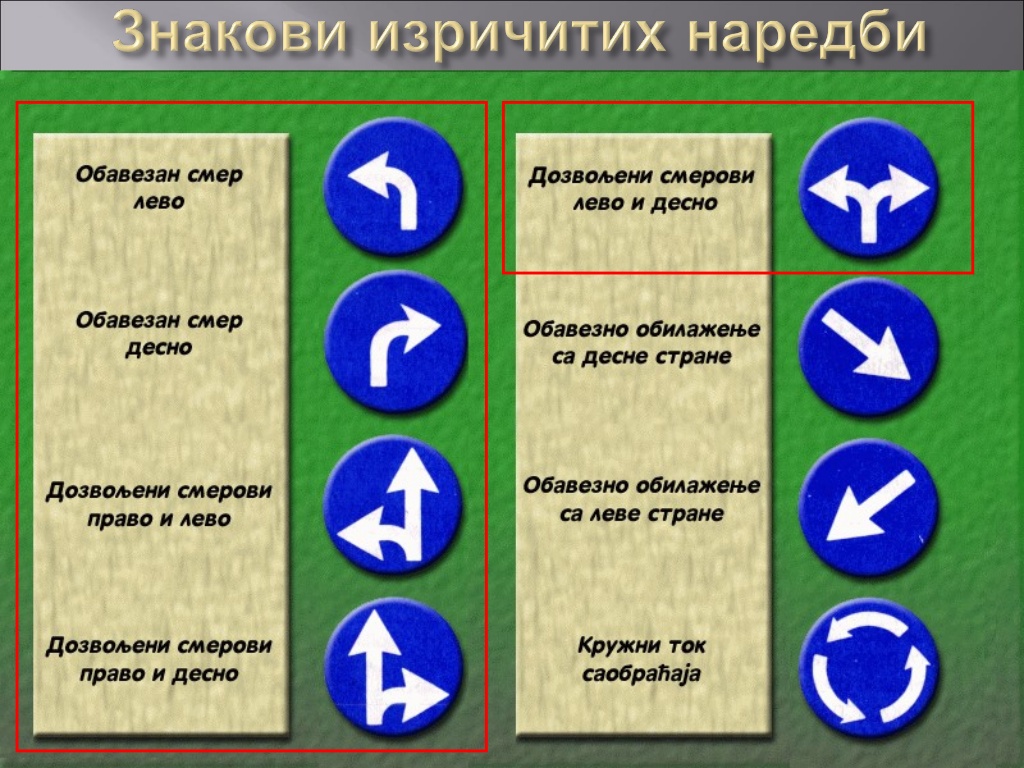 Знакови изричитих наредби
Обавезан смер
лево
Обавезан смер
десно
Дозвољени смерови
право и лево
Дозвољени смерови
право и десно
Дозвољени смерови
лево и десно
Обавезно обилажење
са десне стране
Обавезно обилажење
са леве стране
Кружни ток
саобраћаја